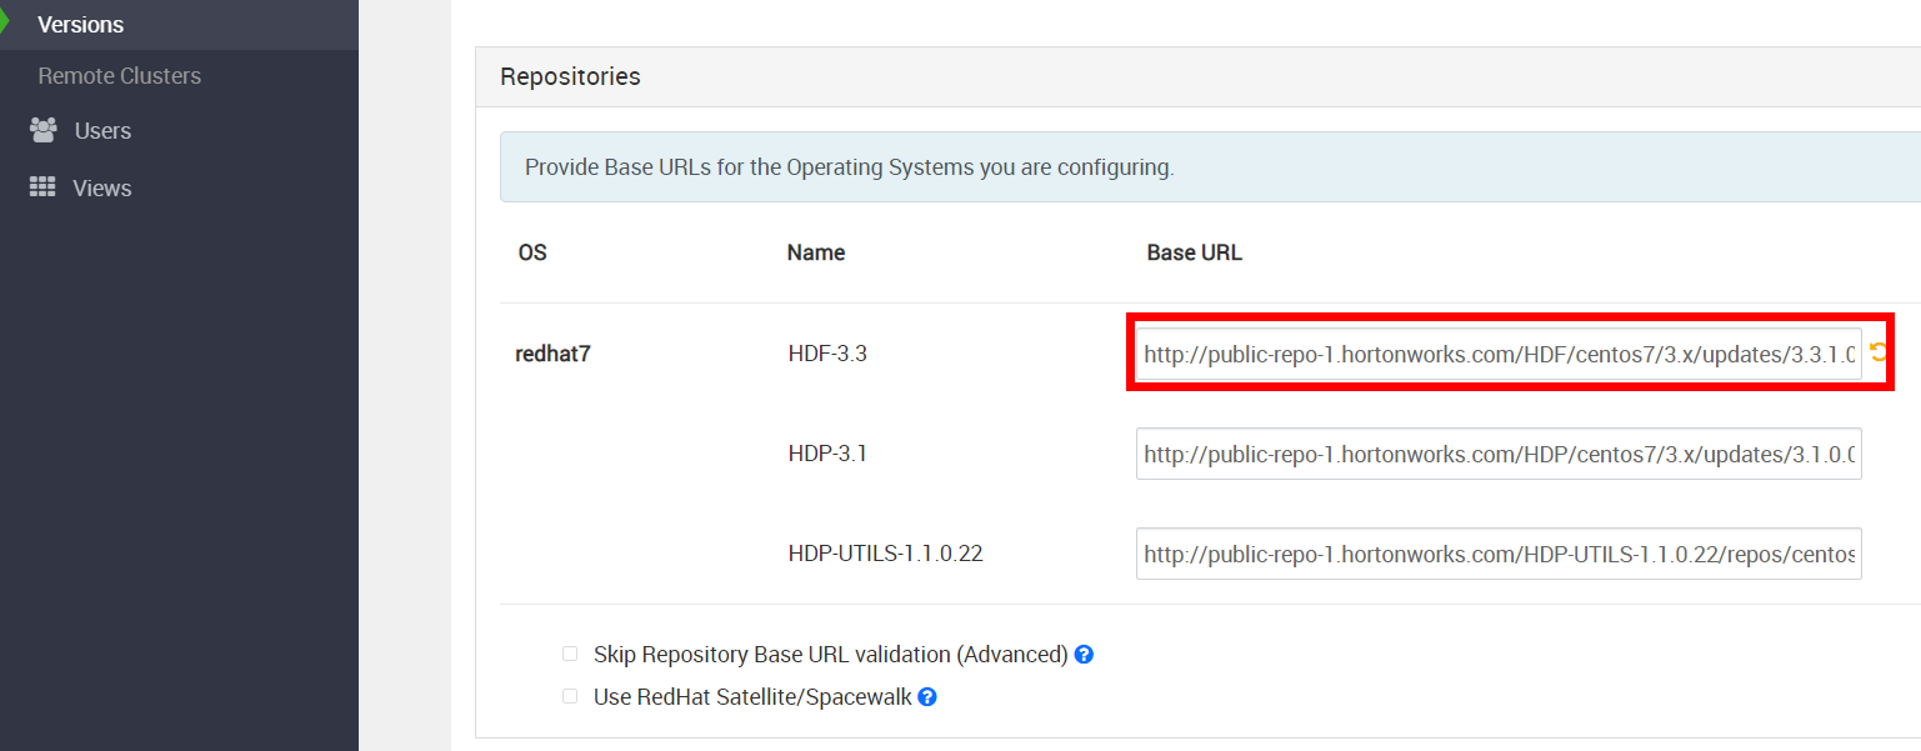 Versions
Remote Clusters
Users
Views
Repositories
Provide Base URLs for the Operating Systems you are configuring.
OS Name Base URL
redhat7 HDF-3.3 http://public-repo-1.hortonworks.com/HDF/centos7/3.x/updates/3.3.1.0
HDP-3.1 http://public-repo-1.hortonworks.com/HDP/centos7/3.x/updates/3.1.0.0
HDP-UTILS-1.1.0.22 http://public-repo-1.hortonworks.com/HDP-UTILS-1.1.0.22/repos/centos
Skip Repository Base URL validation (Advanced) ?
Use RedHat Satellite/Spacewalk ?